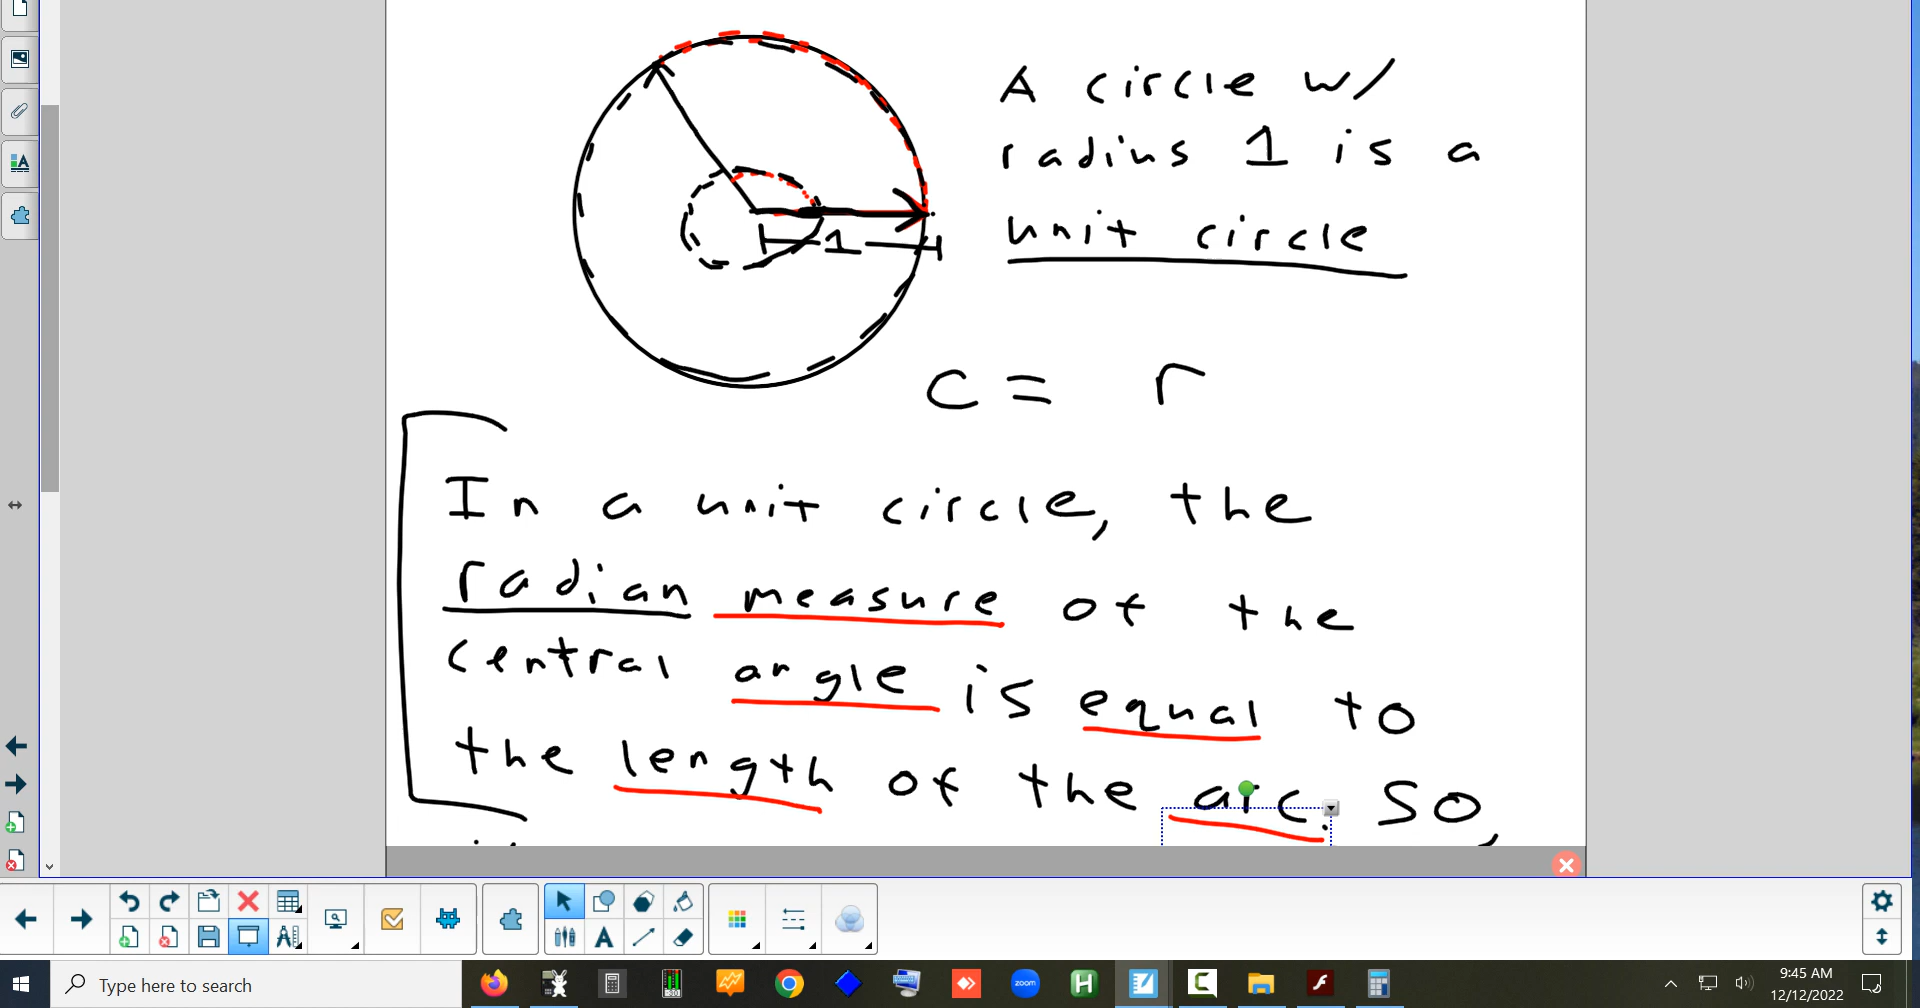 A circle w/
radius 1 is a
unit circle
1
C = r
In a unit circle, the
radian measure of the
central angle is equal to
the length of the arc. So,
Type here to search
zoom
9:45 AM
12/12/2022